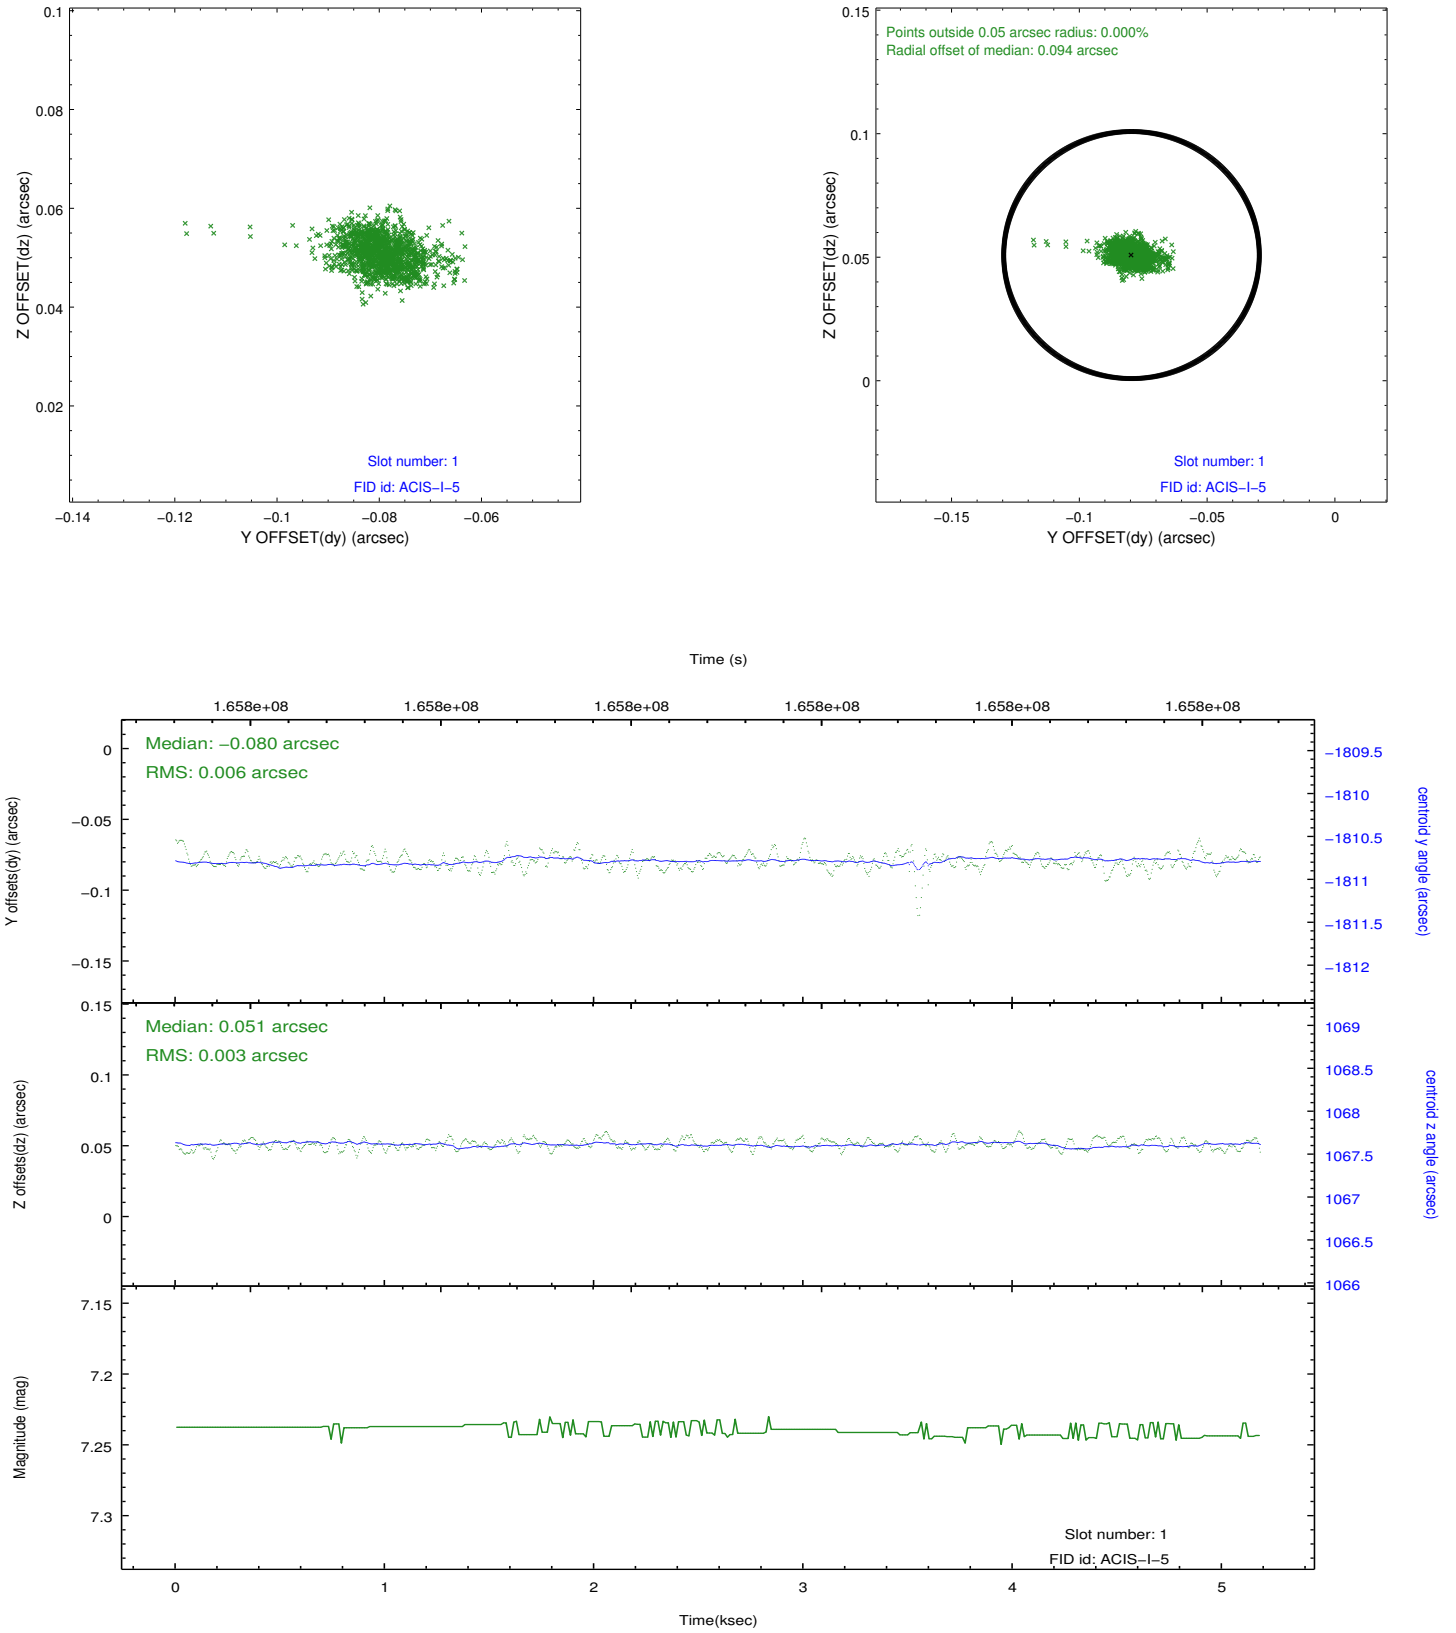 0.1
0.08
0.06
0.04
0.02
Z OFFSET(dz) (arcsec)
Slot number: 1
FID id: ACIS−I−5
−0.14 −0.12 −0.1 −0.08 −0.06
Y OFFSET(dy) (arcsec)
Points outside 0.05 arcsec radius: 0.000%
Radial offset of median: 0.094 arcsec
0.15
0.1
0.05
0
Z OFFSET(dz) (arcsec)
Slot number: 1
FID id: ACIS−I−5
−0.15 −0.1 −0.05 0
Y OFFSET(dy) (arcsec)
Time (s)
1.658e+08 1.658e+08 1.658e+08 1.658e+08 1.658e+08 1.658e+08
Median: −0.080 arcsec
RMS: 0.006 arcsec
0
−0.05
−0.1
−0.15
Y offsets(dy) (arcsec)
−1809.5
−1810
−1810.5
−1811
−1811.5
−1812
centroid y angle (arcsec)
Median: 0.051 arcsec
RMS: 0.003 arcsec
0.15
0.1
0.05
0
Z offsets(dz) (arcsec)
1069
1068.5
1068
1067.5
1067
1066.5
1066
centroid z angle (arcsec)
7.15
7.2
7.25
7.3
Magnitude (mag)
Slot number: 1
FID id: ACIS−I−5
0 1 2 3 4 5
Time(ksec)